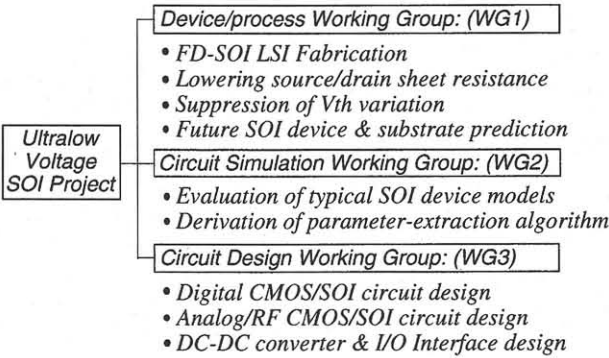 Device/process Working Group: (WG1)
• FD-SOI LSI Fabrication
• Lowering source/drain sheet resistance
• Suppression of Vth variation
• Future SOI device & substrate prediction
Ultralow
Voltage
SOI Project
Circuit Simulation Working Group: (WG2)
• Evaluation of typical SOI device models
• Derivation of parameter-extraction algorithm
Circuit Design Working Group: (WG3)
• Digital CMOS/SOI circuit design
• Analog/RF CMOS/SOI circuit design
• DC-DC converter & I/O Interface design